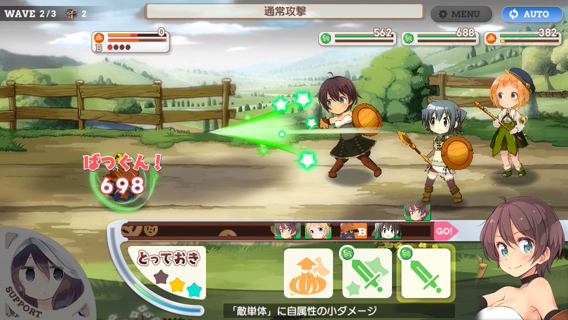 WAVE 2/3 2
通常攻撃
MENU
AUTO
0
B
562
688
382
ばつぐん!
698
B
GO!
とっておき
SUPPORT
「敵単体」に自属性の小ダメージ